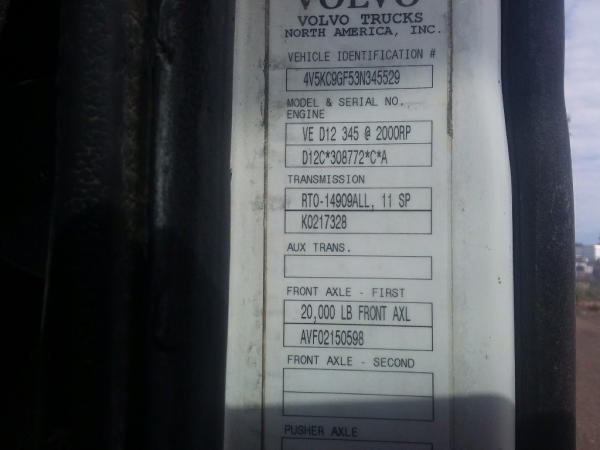 VOLVO
VOLVO TRUCKS
NORTH AMERICA, INC.
VEHICLE IDENTIFICATION #
4V5KC9GF53N345529
MODEL & SERIAL NO.
ENGINE
VE D12 345 @ 2000RP
D12C*308772*C*A
TRANSMISSION
RTO-14909ALL, 11 SP
K0217328
AUX TRANS.
FRONT AXLE - FIRST
20,000 LB FRONT AXL
AVF02150598
FRONT AXLE - SECOND
PUSHER AXLE